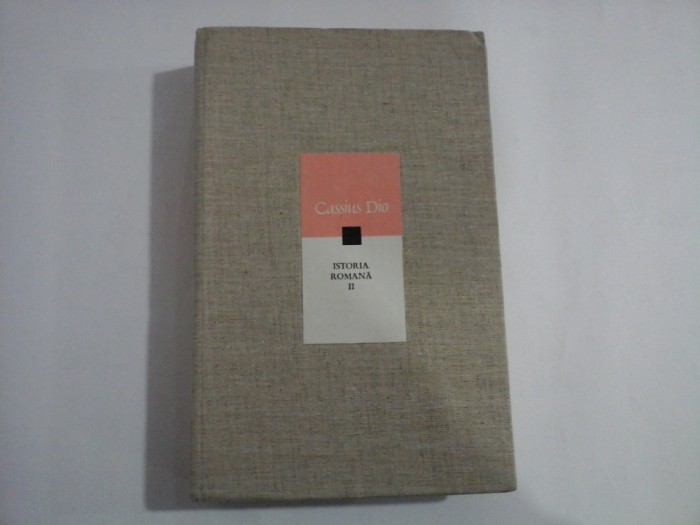 Cassius Dio
ISTORIA
ROMANĂ
II